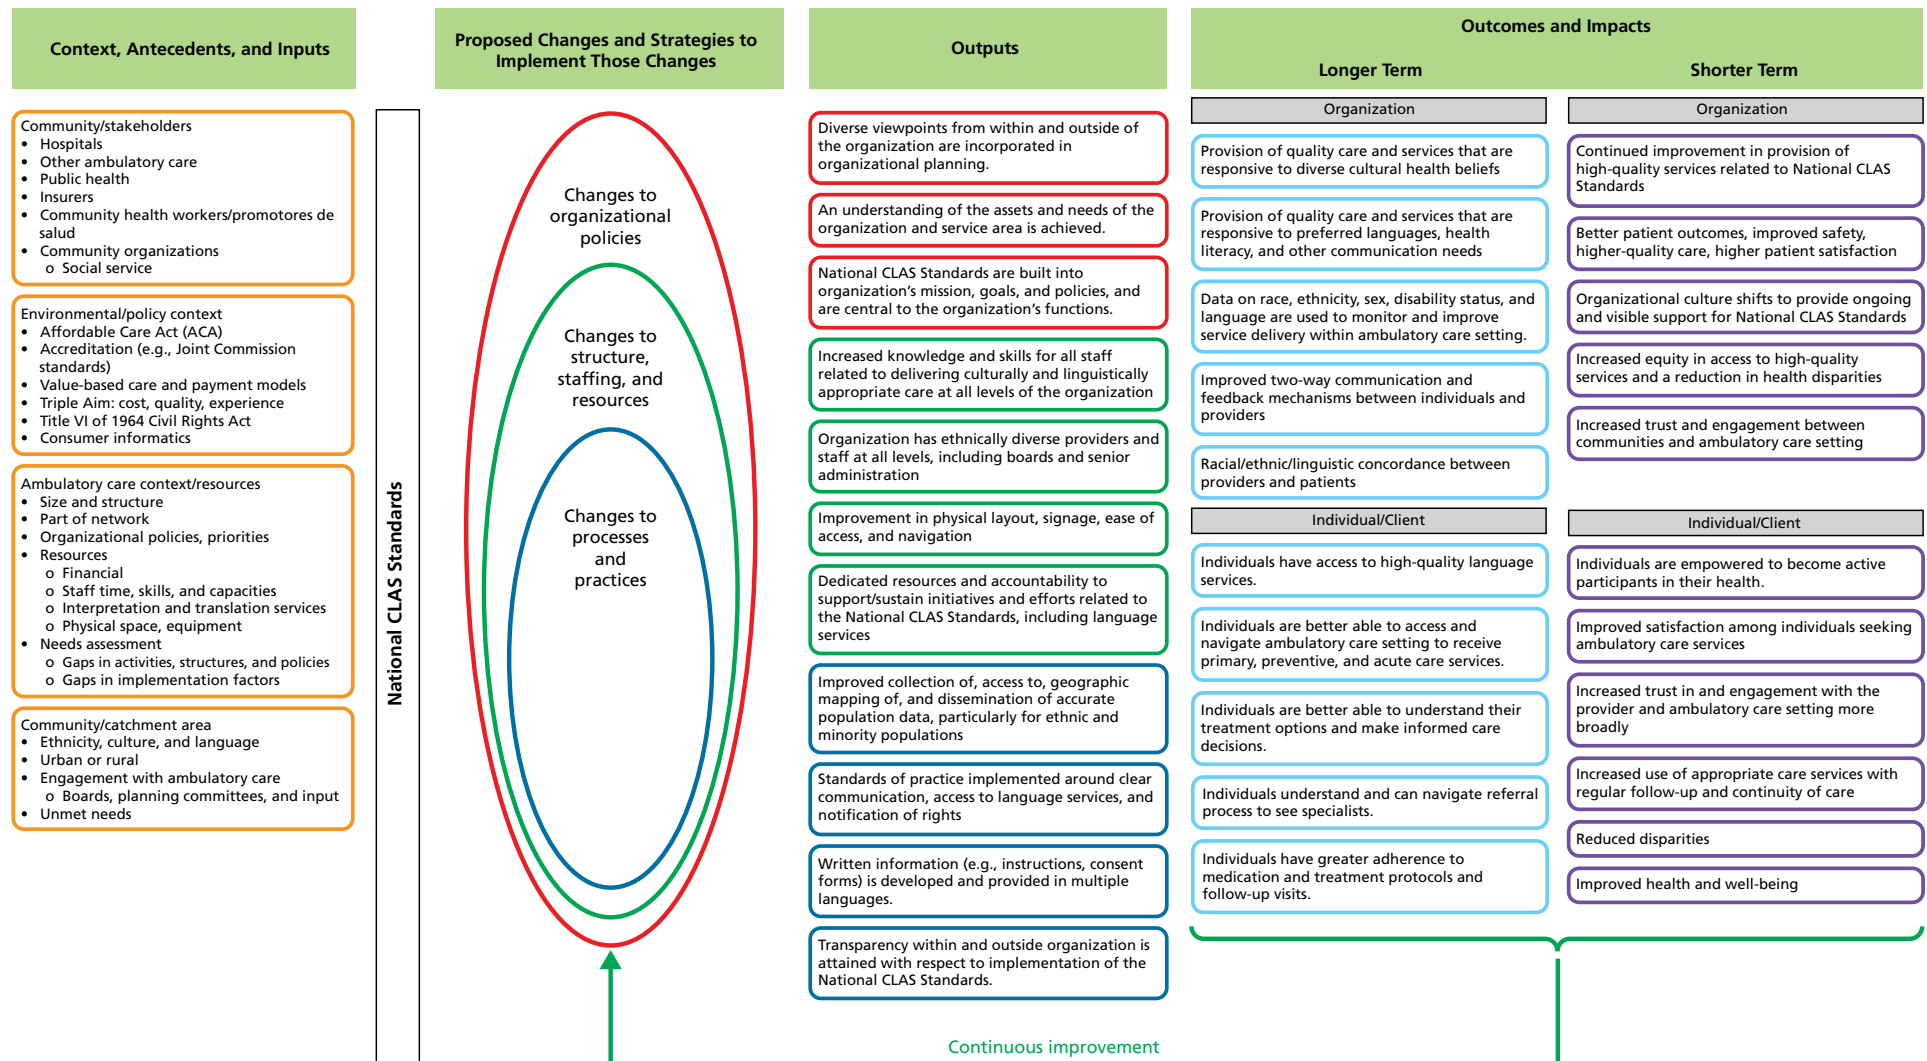 Context, Antecedents, and Inputs
Community/stakeholders
• Hospitals
• Other ambulatory care
• Public health
• Insurers
• Community health workers/promotores de
salud
• Community organizations
o Social service
Environmental/policy context
• Affordable Care Act (ACA)
• Accreditation (e.g., Joint Commission
standards)
• Value-based care and payment models
• Triple Aim: cost, quality, experience
• Title VI of 1964 Civil Rights Act
• Consumer informatics
Ambulatory care context/resources
• Size and structure
• Part of network
• Organizational policies, priorities
• Resources
o Financial
o Staff time, skills, and capacities
o Interpretation and translation services
o Physical space, equipment
• Needs assessment
o Gaps in activities, structures, and policies
o Gaps in implementation factors
Community/catchment area
• Ethnicity, culture, and language
• Urban or rural
• Engagement with ambulatory care
o Boards, planning committees, and input
• Unmet needs
National CLAS Standards
Proposed Changes and Strategies to
Implement Those Changes
Changes to
organizational
policies
Changes to
structure,
staffing, and
resources
Changes to
processes
and
practices
Outputs
Diverse viewpoints from within and outside of
the organization are incorporated in
organizational planning.
An understanding of the assets and needs of the
organization and service area is achieved.
National CLAS Standards are built into
organization's mission, goals, and policies, and
are central to the organization's functions.
Increased knowledge and skills for all staff
related to delivering culturally and linguistically
appropriate care at all levels of the organization
Organization has ethnically diverse providers and
staff at all levels, including boards and senior
administration
Improvement in physical layout, signage, ease of
access, and navigation
Dedicated resources and accountability to
support/sustain initiatives and efforts related to
the National CLAS Standards, including language
services
Improved collection of, access to, geographic
mapping of, and dissemination of accurate
population data, particularly for ethnic and
minority populations
Standards of practice implemented around clear
communication, access to language services, and
notification of rights
Written information (e.g., instructions, consent
forms) is developed and provided in multiple
languages.
Transparency within and outside organization is
attained with respect to implementation of the
National CLAS Standards.
Outcomes and Impacts
Longer Term
Organization
Provision of quality care and services that are
responsive to diverse cultural health beliefs
Provision of quality care and services that are
responsive to preferred languages, health
literacy, and other communication needs
Data on race, ethnicity, sex, disability status, and
language are used to monitor and improve
service delivery within ambulatory care setting.
Improved two-way communication and
feedback mechanisms between individuals and
providers
Racial/ethnic/linguistic concordance between
providers and patients
Individual/Client
Individuals have access to high-quality language
services.
Individuals are better able to access and
navigate ambulatory care setting to receive
primary, preventive, and acute care services.
Individuals are better able to understand their
treatment options and make informed care
decisions.
Individuals understand and can navigate referral
process to see specialists.
Individuals have greater adherence to
medication and treatment protocols and
follow-up visits.
Shorter Term
Organization
Continued improvement in provision of
high-quality services related to National CLAS
Standards
Better patient outcomes, improved safety,
higher-quality care, higher patient satisfaction
Organizational culture shifts to provide ongoing
and visible support for National CLAS Standards
Increased equity in access to high-quality
services and a reduction in health disparities
Increased trust and engagement between
communities and ambulatory care setting
Individual/Client
Individuals are empowered to become active
participants in their health.
Improved satisfaction among individuals seeking
ambulatory care services
Increased trust in and engagement with the
provider and ambulatory care setting more
broadly
Increased use of appropriate care services with
regular follow-up and continuity of care
Reduced disparities
Improved health and well-being
Continuous improvement